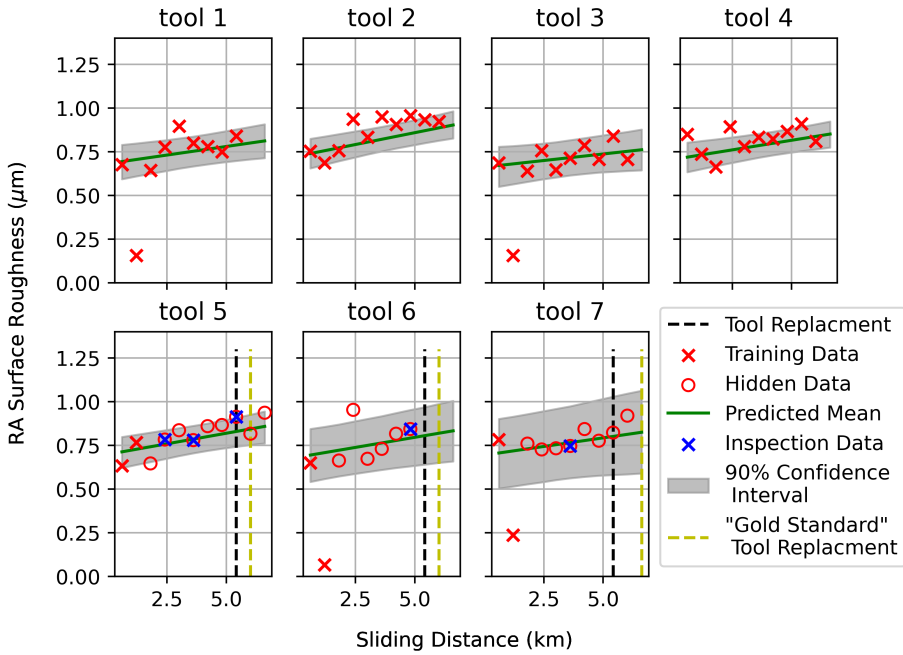 tool 1
tool 2
tool 3
tool 4
1.25
1.00
0.75
0.50
0.25
0.00
RA Surface Roughness (μm)
tool 5
tool 6
tool 7
1.25
1.00
0.75
0.50
0.25
0.00
2.5 5.0
2.5 5.0
2.5 5.0
Sliding Distance (km)
Tool Replacment
Training Data
Hidden Data
Predicted Mean
Inspection Data
90% Confidence
Interval
"Gold Standard"
Tool Replacment